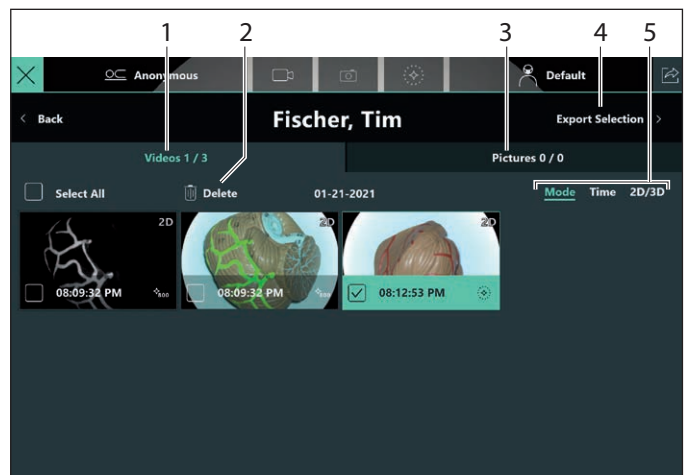 1 2 3 4 5
Anonymous Default
Back Fischer, Tim Export Selection
Videos 1 / 3 Pictures 0 / 0
Select All Delete 01-21-2021 Mode Time 2D/3D
2D 2D
08:09:32 PM 800 08:09:32 PM 800 08:12:53 PM